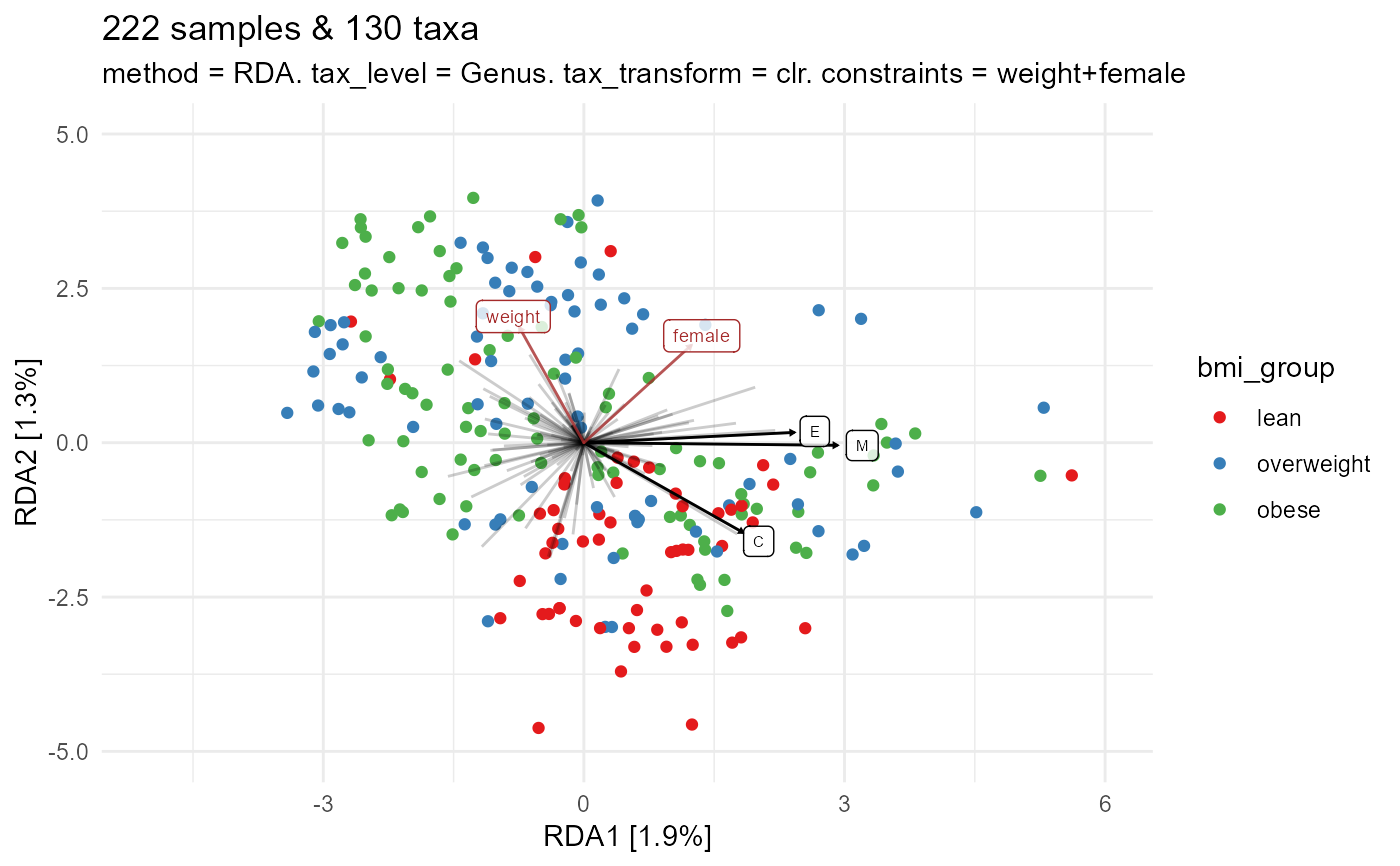 222 samples & 130 taxa
method = RDA. tax_level = Genus. tax_transform = clr. constraints = weight+female
5.0
2.5
0.0
-2.5
-5.0
RDA2 [1.3%]
weight
female
E
M
C
-3
0
3
6
RDA1 [1.9%]
bmi_group
lean
overweight
obese